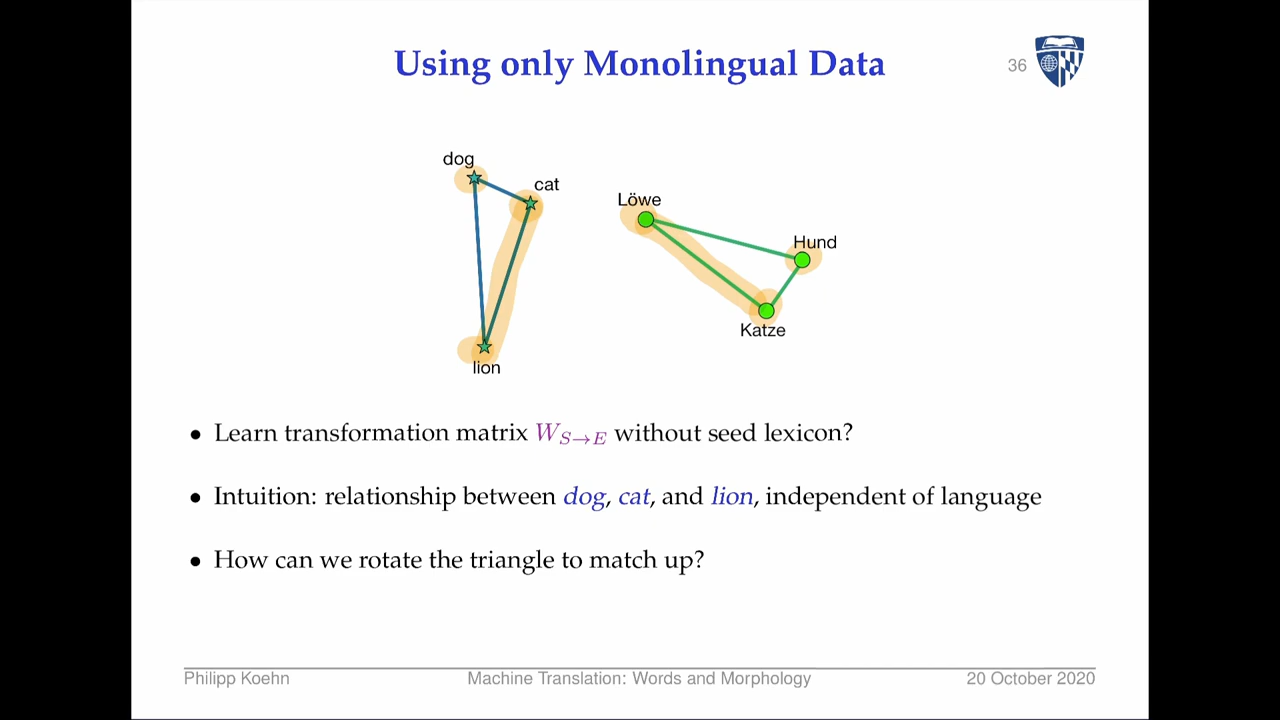 Using only Monolingual Data
36
dog
cat
Löwe
Hund
Katze
lion
• Learn transformation matrix W_{S→E} without seed lexicon?
• Intuition: relationship between dog, cat, and lion, independent of language
• How can we rotate the triangle to match up?
Philipp Koehn
Machine Translation: Words and Morphology
20 October 2020